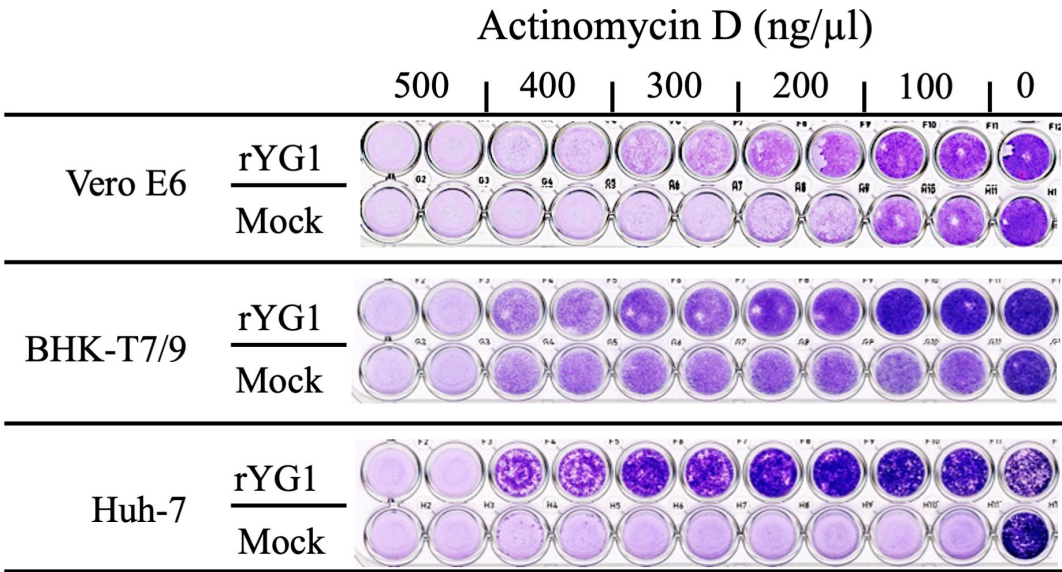 Actinomycin D (ng/µl)
500 | 400 | 300 | 200 | 100 | 0
Vero E6
rYG1
Mock
BHK-T7/9
rYG1
Mock
Huh-7
rYG1
Mock